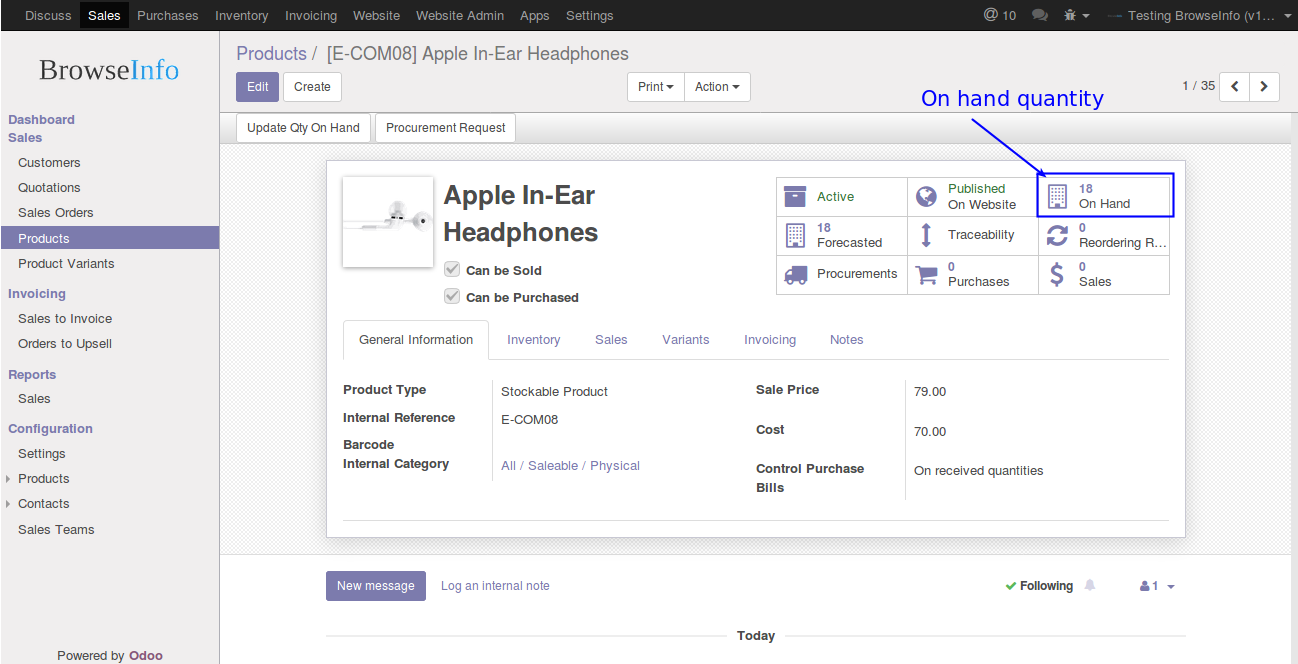 Discuss Sales Purchases Inventory Invoicing Website Website Admin Apps Settings @ 10 Testing BrowseInfo (v1...
BrowseInfo
Products / [E-COM08] Apple In-Ear Headphones
Edit Create Print Action 1 / 35
On hand quantity
Update Qty On Hand Procurement Request
Dashboard
Sales
Customers
Quotations
Sales Orders
Products
Product Variants
Invoicing
Sales to Invoice
Orders to Upsell
Reports
Sales
Configuration
Settings
Products
Contacts
Sales Teams
Powered by Odoo
Apple In-Ear
Headphones
Can be Sold
Can be Purchased
Active
Published
On Website
18
On Hand
18
Forecasted
Traceability
0
Reordering R...
Procurements
0
Purchases
0
Sales
General Information Inventory Sales Variants Invoicing Notes
Product Type Stockable Product
Internal Reference E-COM08
Barcode
Internal Category All / Saleable / Physical
Sale Price 79.00
Cost 70.00
Control Purchase
Bills
On received quantities
New message Log an internal note Following 1
Today